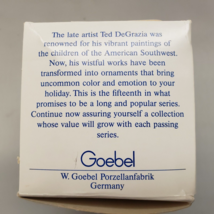 The late artist Ted DeGrazia was
renowned for his vibrant paintings of
the children of the American Southwest.
Now, his wistful works have been
transformed into ornaments that bring
uncommon color and emotion to your
holiday. This is the fifteenth in what
promises to be a long and popular series.
Continue now assuring yourself a collection
whose value will grow with each passing
series.
Goebel
W. Goebel Porzellanfabrik
Germany